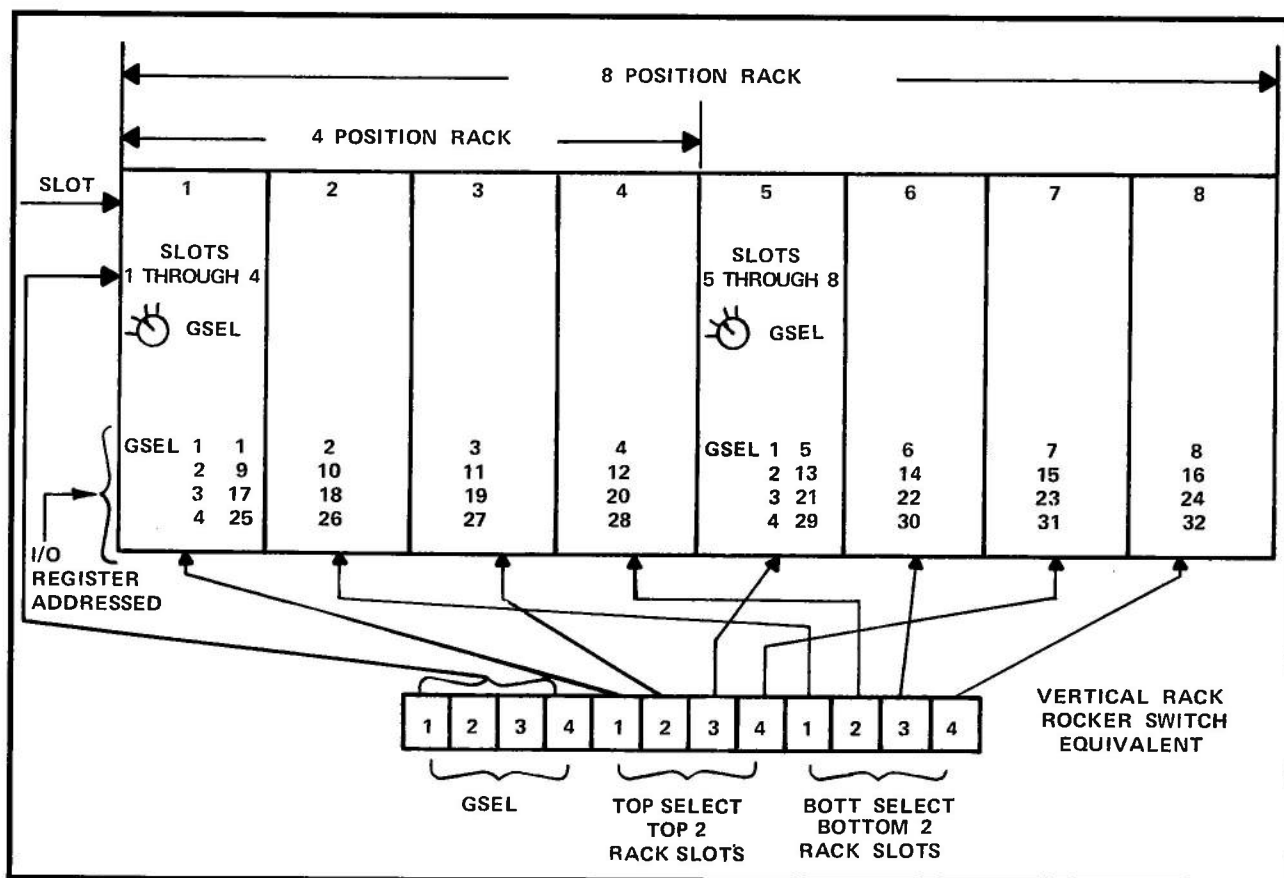 8 POSITION RACK
4 POSITION RACK
SLOT
1 2 3 4 5 6 7 8
SLOTS
1 THROUGH 4
GSEL
SLOTS
5 THROUGH 8
GSEL
GSEL 1 1 2 3 4 GSEL 1 5 6 7 8
2 9 10 11 12 2 13 14 15 16
3 17 18 19 20 3 21 22 23 24
4 25 26 27 28 4 29 30 31 32
I/O
REGISTER
ADDRESSED
1 2 3 4 1 2 3 4 1 2 3 4
VERTICAL RACK
ROCKER SWITCH
EQUIVALENT
GSEL
TOP SELECT
TOP 2
RACK SLOTS
BOTT SELECT
BOTTOM 2
RACK SLOTS